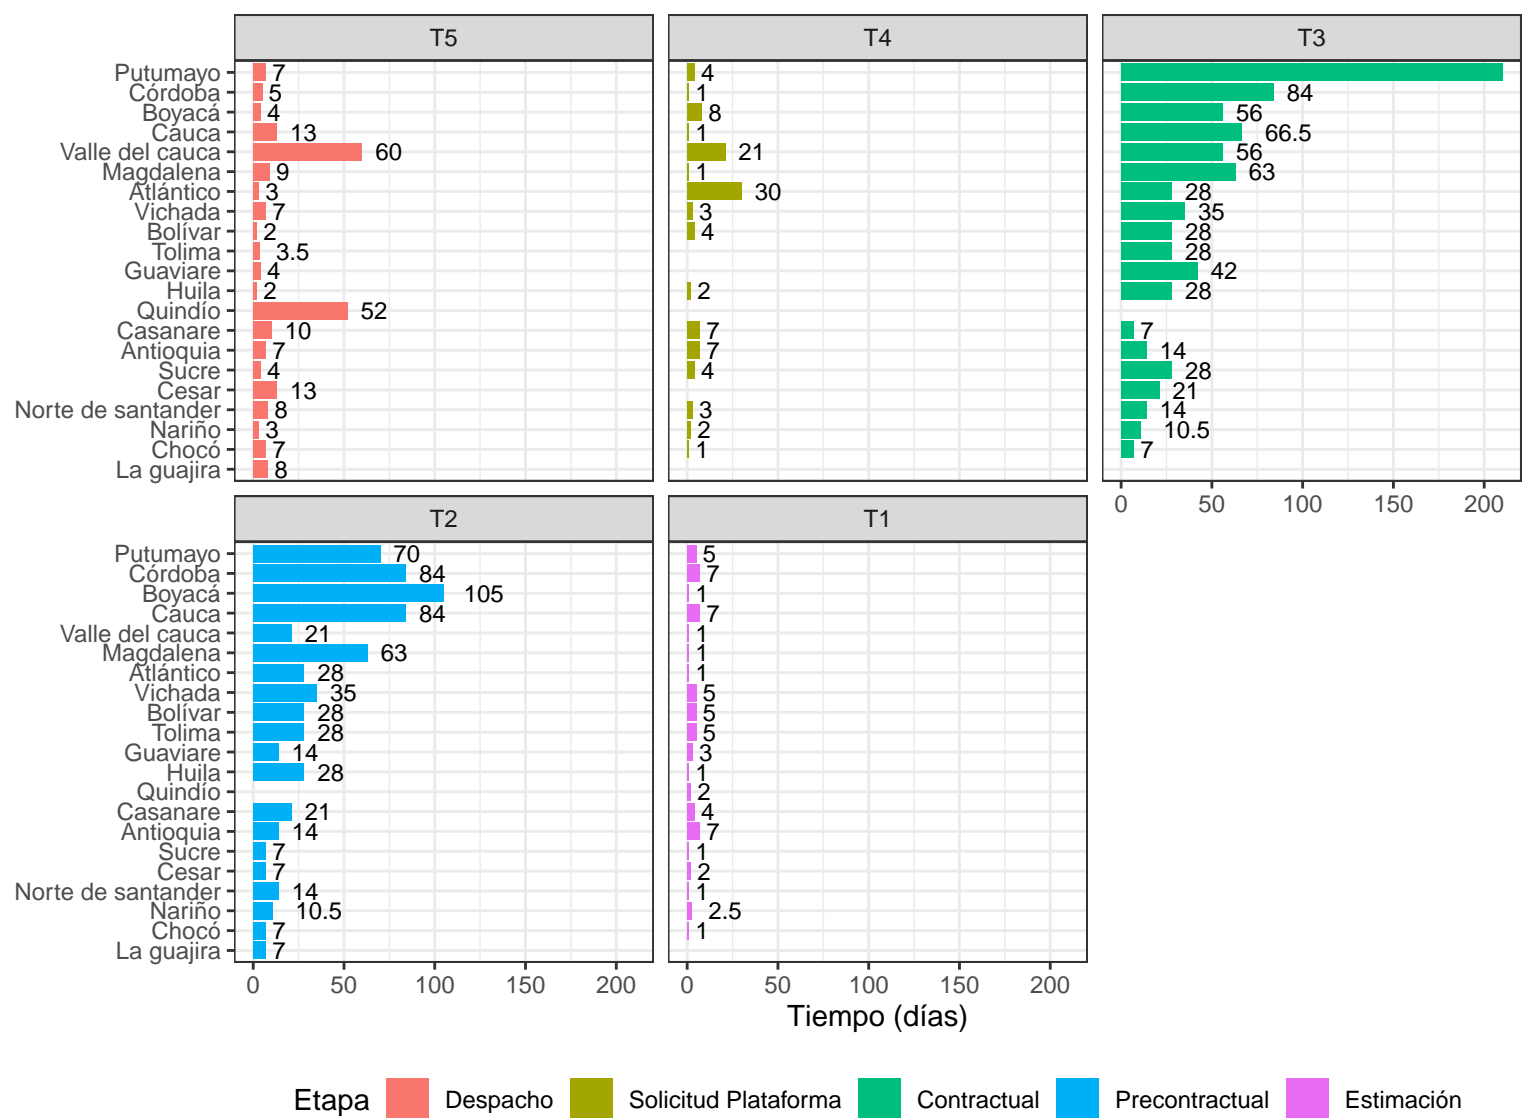 T5 T4 T3
Putumayo 7 4
Córdoba 5 1 84
Boyacá 4 8 56
Cauca 13 1 66.5
Valle del cauca 60 21 56
Magdalena 9 1 63
Atlántico 3 30 28
Vichada 7 3 35
Bolívar 2 4 28
Tolima 3.5 28
Guaviare 4 42
Huila 2 2 28
Quindío 52
Casanare 10 7 7
Antioquia 7 7 14
Sucre 4 4 28
Cesar 13 21
Norte de santander 8 3 14
Nariño 3 2 10.5
Chocó 7 1 7
La guajira 8
0 50 100 150 200
T2 T1
Putumayo 70 5
Córdoba 84 7
Boyacá 105 1
Cauca 84 7
Valle del cauca 21 1
Magdalena 63 1
Atlántico 28 1
Vichada 35 5
Bolívar 28 5
Tolima 28 5
Guaviare 14 3
Huila 28 1
Quindío 2
Casanare 21 4
Antioquia 14 7
Sucre 7 1
Cesar 7 2
Norte de santander 14 1
Nariño 10.5 2.5
Chocó 7 1
La guajira 7
0 50 100 150 200 0 50 100 150 200
Tiempo (días)
Etapa Despacho Solicitud Plataforma Contractual Precontractual Estimación